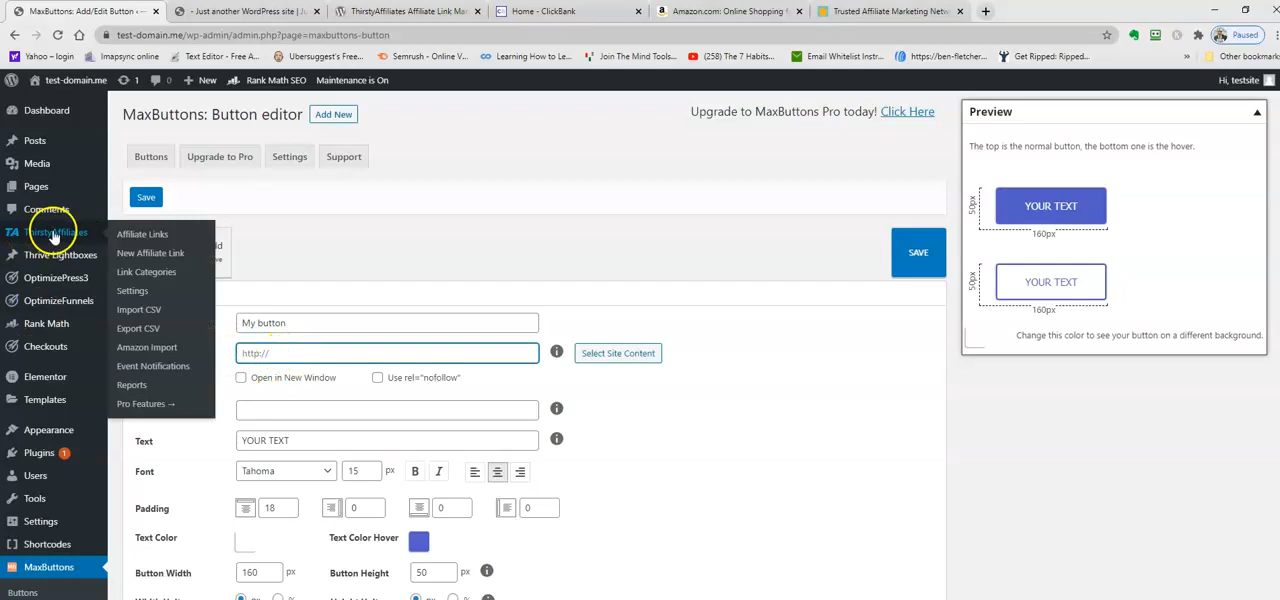 MaxButtons: Add/Edit Button ‹
- Just another WordPress site | Ju
ThirstyAffiliates Affiliate Link Mar
Home - ClickBank
Amazon.com: Online Shopping f
Trusted Affiliate Marketing Netw
test-domain.me/wp-admin/admin.php?page=maxbuttons-button
Paused
Yahoo – login
Imapsync online
Text Editor - Free A...
Ubersuggest's Free...
Semrush - Online V...
Learning How to Le...
Join The Mind Tools...
(258) The 7 Habits...
Email Whitelist Instr...
https://ben-fletcher...
Get Ripped: Ripped...
»
Other bookmark
test-domain.me
1
0
New
Rank Math SEO
Maintenance is On
Hi, testsite
Dashboard
Posts
Media
Pages
Comments
TA ThirstyAffiliates
Thrive Lightboxes
OptimizePress3
OptimizeFunnels
Rank Math
Checkouts
Elementor
Templates
Appearance
Plugins 1
Users
Tools
Settings
Shortcodes
MaxButtons
Buttons
Affiliate Links
New Affiliate Link
Link Categories
Settings
Import CSV
Export CSV
Amazon Import
Event Notifications
Reports
Pro Features →
MaxButtons: Button editor
Add New
Upgrade to MaxButtons Pro today! Click Here
Buttons
Upgrade to Pro
Settings
Support
Save
SAVE
My button
http://
Select Site Content
Open in New Window
Use rel="nofollow"
Text
YOUR TEXT
Font
Tahoma
15
px
B
I
Padding
18
0
0
0
Text Color
Text Color Hover
Button Width
160
px
Button Height
50
px
Preview
The top is the normal button, the bottom one is the hover.
50px
YOUR TEXT
160px
50px
YOUR TEXT
160px
Change this color to see your button on a different background.